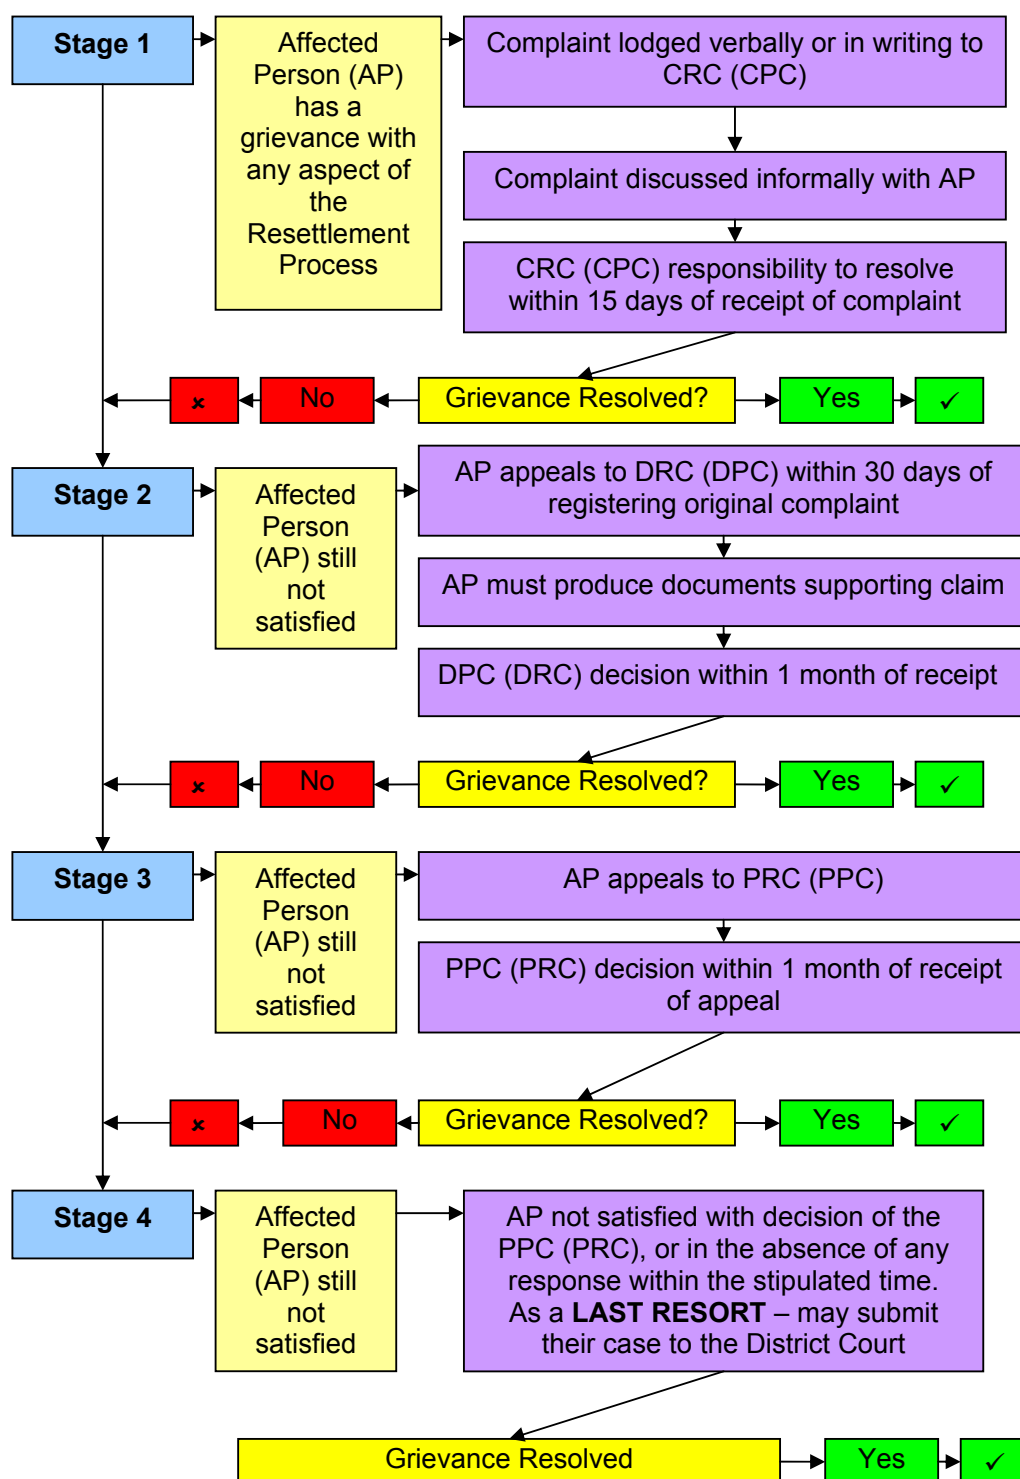 Stage 1
Affected
Person (AP)
has a
grievance with
any aspect of
the
Resettlement
Process
Complaint lodged verbally or in writing to
CRC (CPC)
Complaint discussed informally with AP
CRC (CPC) responsibility to resolve
within 15 days of receipt of complaint
× No Grievance Resolved? Yes ✓
Stage 2
Affected
Person
(AP) still
not
satisfied
AP appeals to DRC (DPC) within 30 days of
registering original complaint
AP must produce documents supporting claim
DPC (DRC) decision within 1 month of receipt
× No Grievance Resolved? Yes ✓
Stage 3
Affected
Person
(AP) still
not
satisfied
AP appeals to PRC (PPC)
PPC (PRC) decision within 1 month of receipt
of appeal
× No Grievance Resolved? Yes ✓
Stage 4
Affected
Person
(AP) still
not
satisfied
AP not satisfied with decision of the
PPC (PRC), or in the absence of any
response within the stipulated time.
As a LAST RESORT – may submit
their case to the District Court
Grievance Resolved Yes ✓